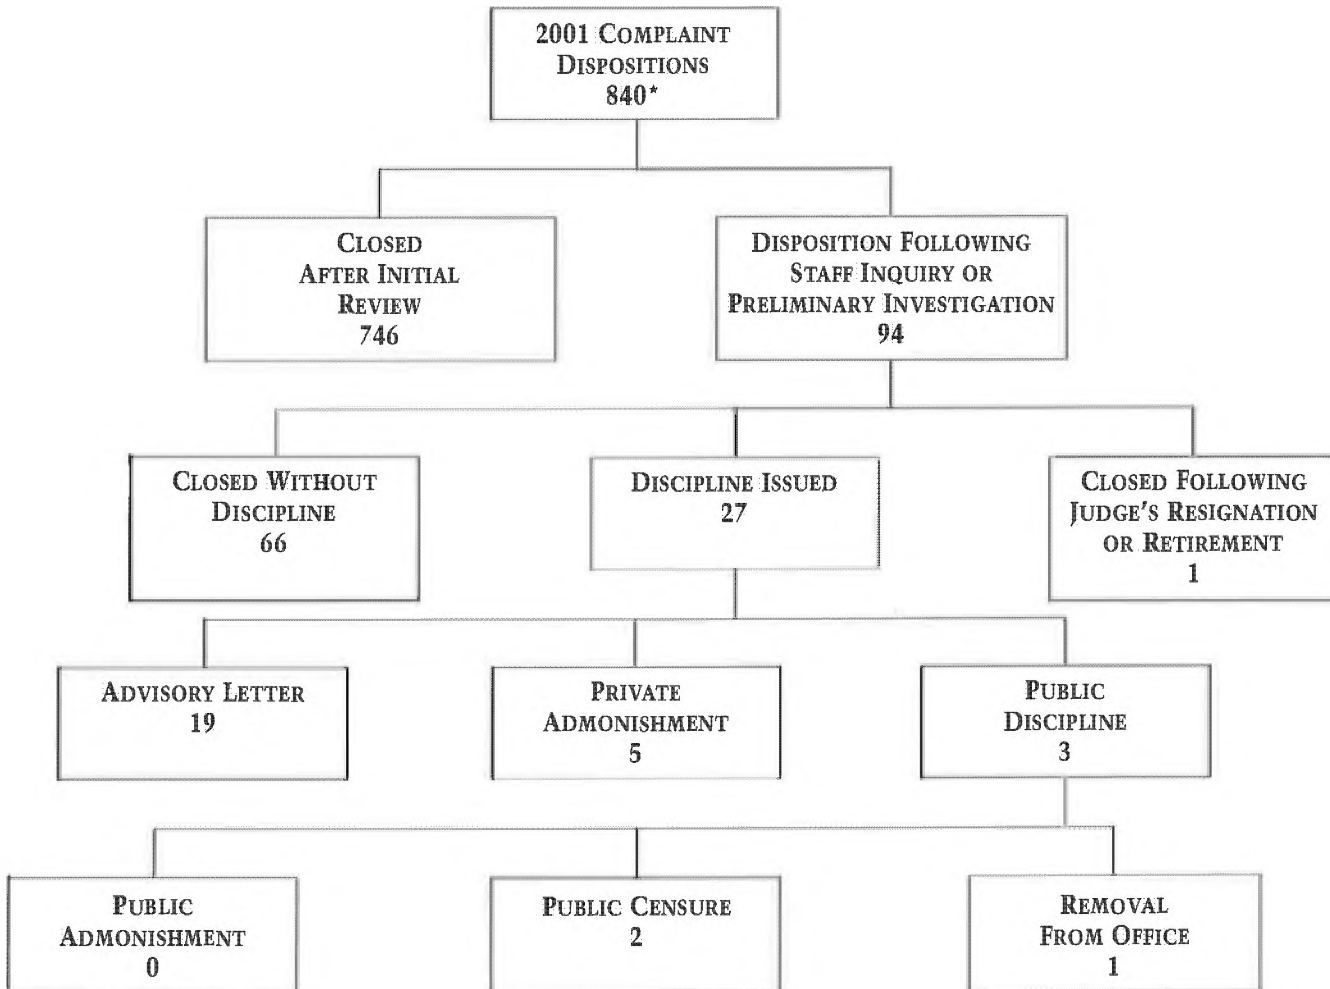 2001 COMPLAINT
DISPOSITIONS
840*
CLOSED
AFTER INITIAL
REVIEW
746
DISPOSITION FOLLOWING
STAFF INQUIRY OR
PRELIMINARY INVESTIGATION
94
CLOSED WITHOUT
DISCIPLINE
66
DISCIPLINE ISSUED
27
CLOSED FOLLOWING
JUDGE'S RESIGNATION
OR RETIREMENT
1
ADVISORY LETTER
19
PRIVATE
ADMONISHMENT
5
PUBLIC
DISCIPLINE
3
PUBLIC
ADMONISHMENT
0
PUBLIC CENSURE
2
REMOVAL
FROM OFFICE
1